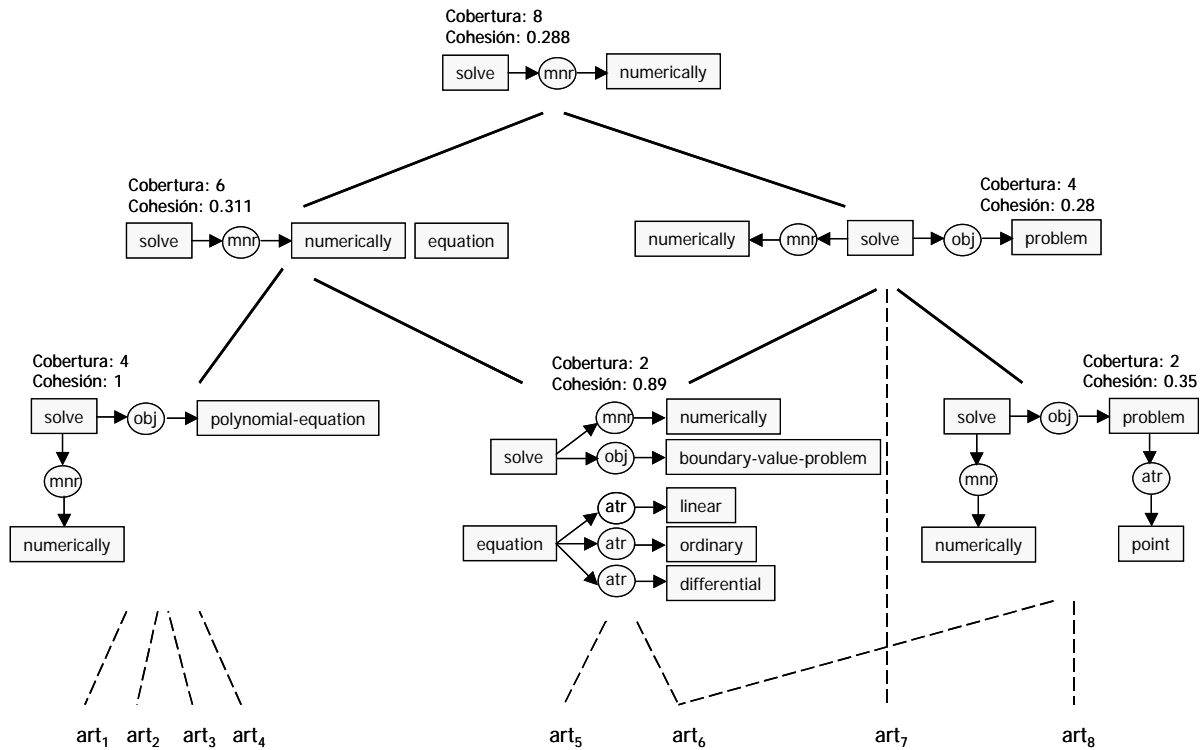 Cobertura: 8
Cohesión: 0.288
solve mnr numerically
Cobertura: 6
Cohesión: 0.311
solve mnr numerically equation
Cobertura: 4
Cohesión: 0.28
numerically mnr solve obj problem
Cobertura: 4
Cohesión: 1
solve obj polynomial-equation
mnr
numerically
Cobertura: 2
Cohesión: 0.89
mnr numerically
solve obj boundary-value-problem
atr linear
equation atr ordinary
atr differential
Cobertura: 2
Cohesión: 0.35
solve obj problem
mnr atr
numerically point
art1 art2 art3 art4 art5 art6 art7 art8